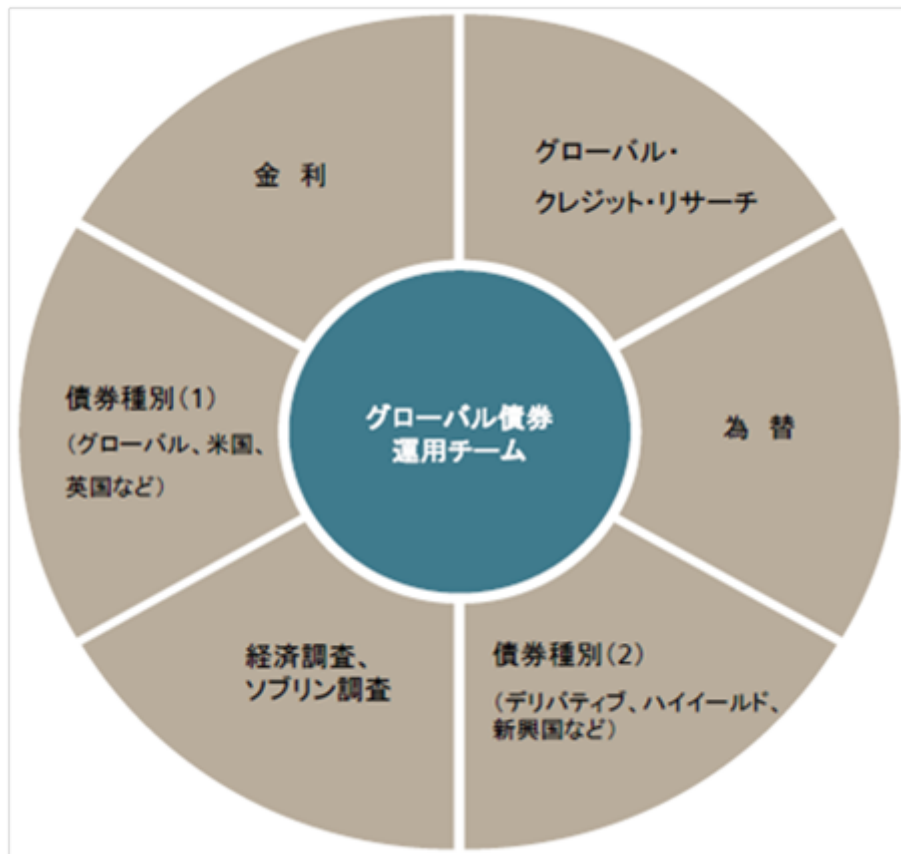 金 利
グローバル・
クレジット・リサーチ
債券種別(1)
(グローバル、米国、
英国など)
グローバル債券
運用チーム
為 替
経済調査、
ソブリン調査
債券種別(2)
(デリバティブ、ハイイールド、
新興国など)